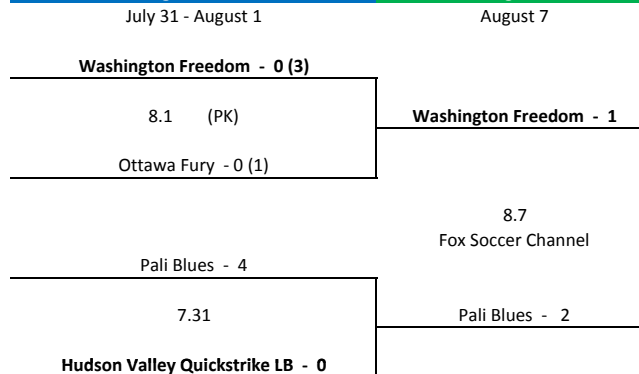 July 31 - August 1
August 7
Washington Freedom - 0 (3)
8.1 (PK)
Washington Freedom - 1
Ottawa Fury - 0 (1)
8.7
Fox Soccer Channel
Pali Blues - 4
7.31
Pali Blues - 2
Hudson Valley Quickstrike LB - 0